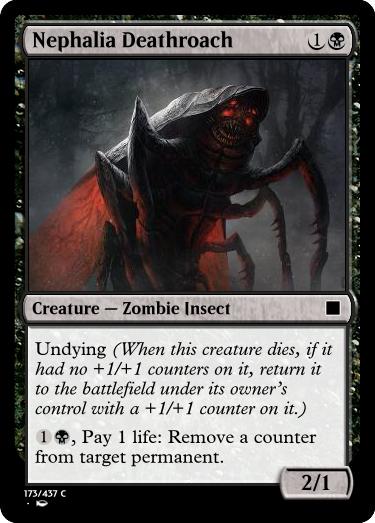 Nephalia Deathroach 1
Creature — Zombie Insect
Undying (When this creature dies, if it
had no +1/+1 counters on it, return it
to the battlefield under its owner's
control with a +1/+1 counter on it.)
1, Pay 1 life: Remove a counter
from target permanent.
2/1
173/437 C